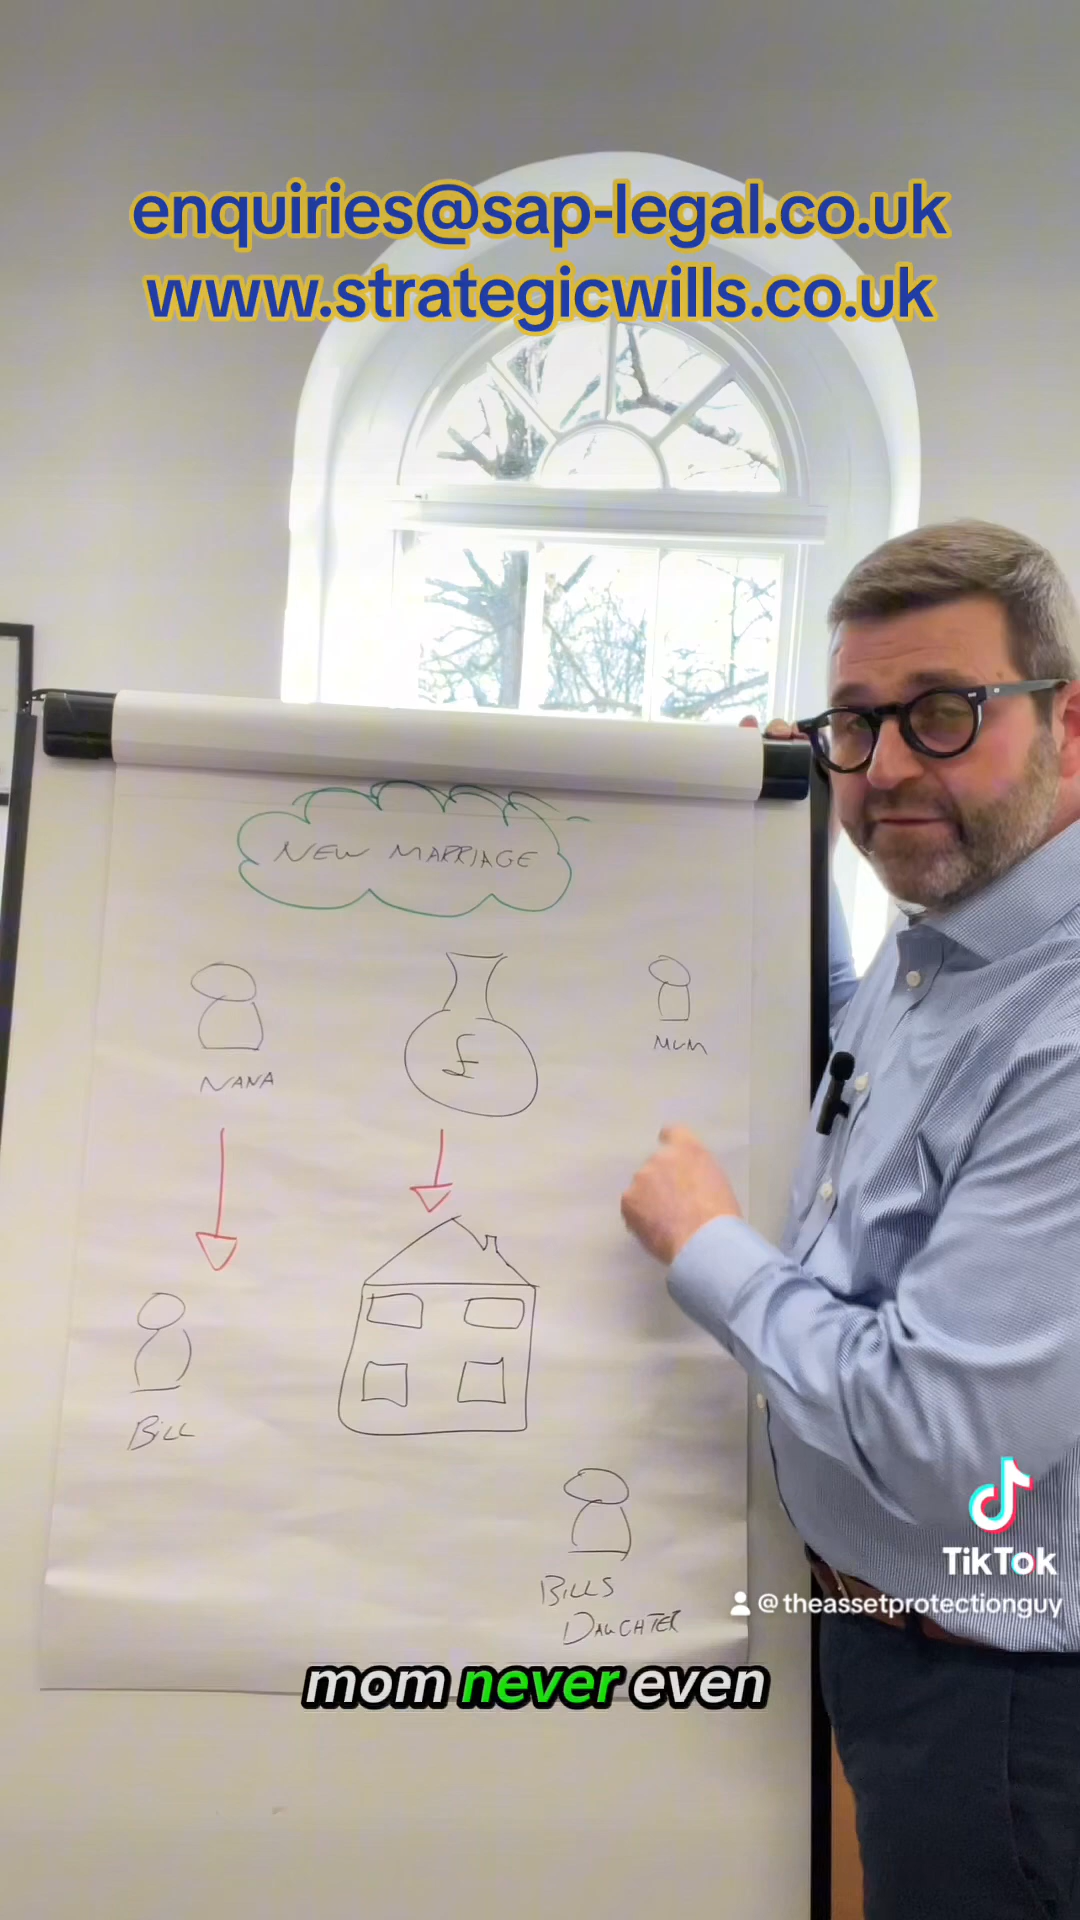 enquiries@sap-legal.co.uk
www.strategicwills.co.uk
NEW MARRIAGE
£
NANA
MUM
BILL
BILLS
DAUGHTER
TikTok
@theassetprotectionguy
mom never even